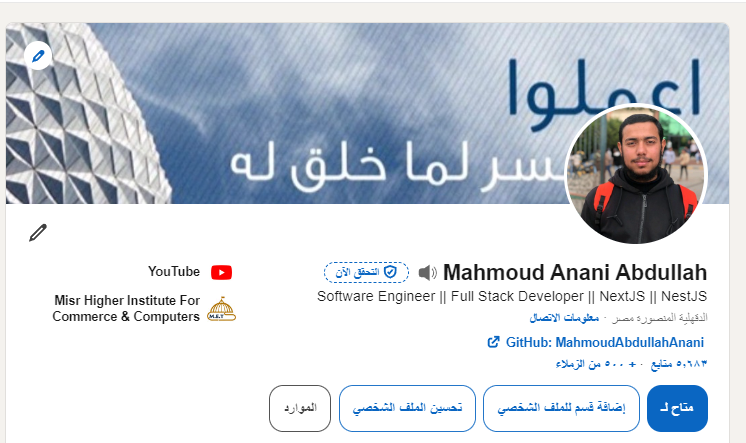 اعملوا
لما خلق له
Mahmoud Anani Abdullah
التحقق الآن
Software Engineer || Full Stack Developer || NextJS || NestJS
الدقهلية المنصورة مصر · معلومات الاتصال
GitHub: MahmoudAbdullahAnani
٥٬٦٨٣ متابع · + ٥٠٠ من الزملاء
YouTube
Misr Higher Institute For
Commerce & Computers
متاح لـ
إضافة قسم للملف الشخصي
تحسين الملف الشخصي
الموارد